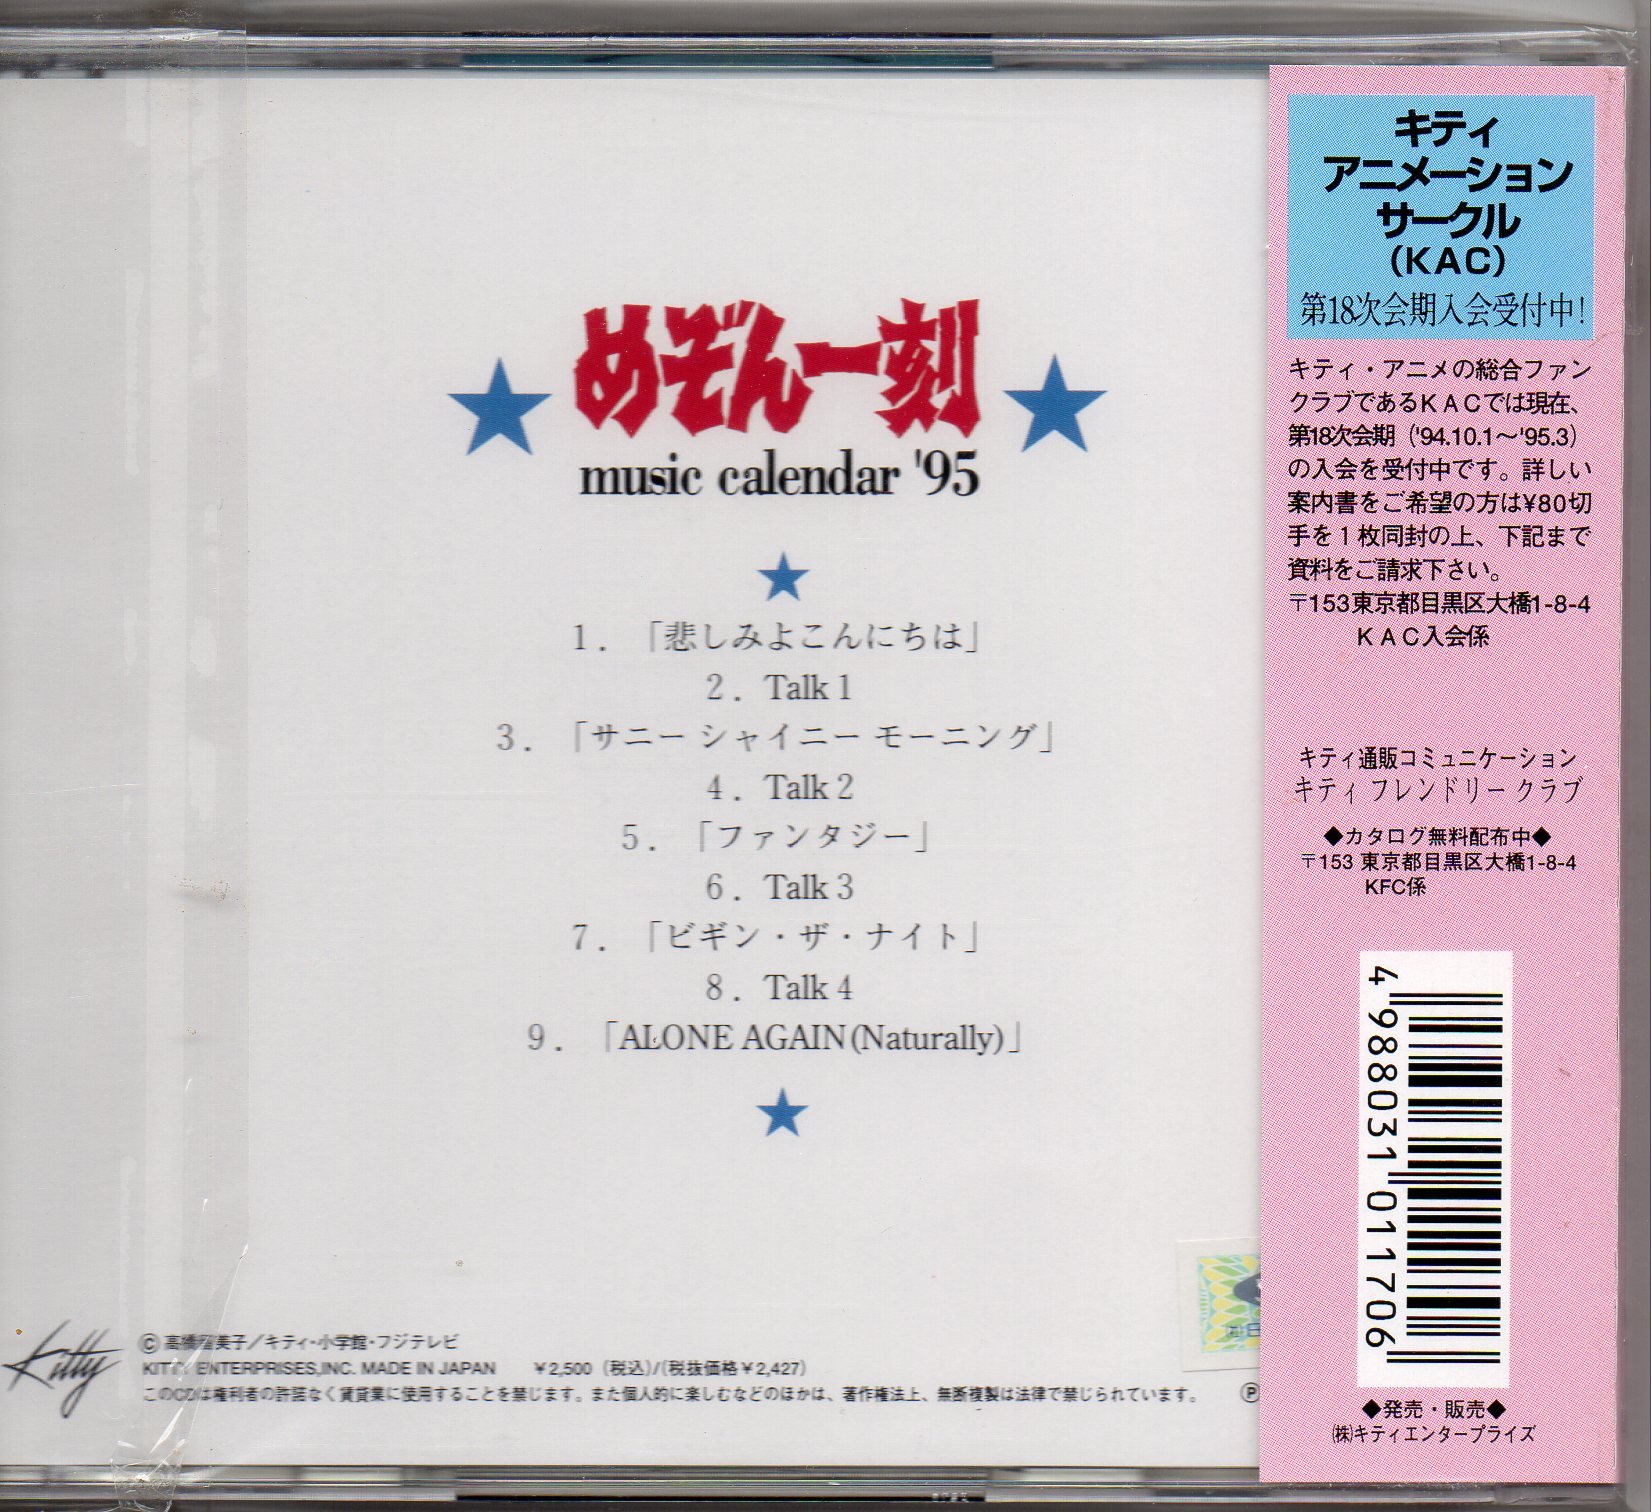 めぞん一刻
music calendar '95
1．「悲しみよこんにちは」
2．Talk 1
3．「サニー シャイニー モーニング」
4．Talk 2
5．「ファンタジー」
6．Talk 3
7．「ビギン・ザ・ナイト」
8．Talk 4
9．「ALONE AGAIN (Naturally)」
Kitty
©高橋留美子／キティ・小学館・フジテレビ
KITTY ENTERPRISES,INC. MADE IN JAPAN ￥2,500（税込）/（税抜価格￥2,427）
このCDは権利者の許諾なく賃貸業に使用することを禁じます。また個人的に楽しむなどのほかは、著作権法上、無断複製は法律で禁じられています。 Ⓟ
キティ
アニメーション
サークル
（KAC）
第18次会期入会受付中！
キティ・アニメの総合ファン
クラブであるKACでは現在、
第18次会期（'94.10.1〜'95.3）
の入会を受付中です。詳しい
案内書をご希望の方は¥80切
手を1枚同封の上、下記まで
資料をご請求下さい。
〒153東京都目黒区大橋1-8-4
KAC入会係
キティ通販コミュニケーション
キティ フレンドリー クラブ
◆カタログ無料配布中◆
〒153 東京都目黒区大橋1-8-4
KFC係
4 988031 011706
◆発売・販売◆
㈱キティエンタープライズ